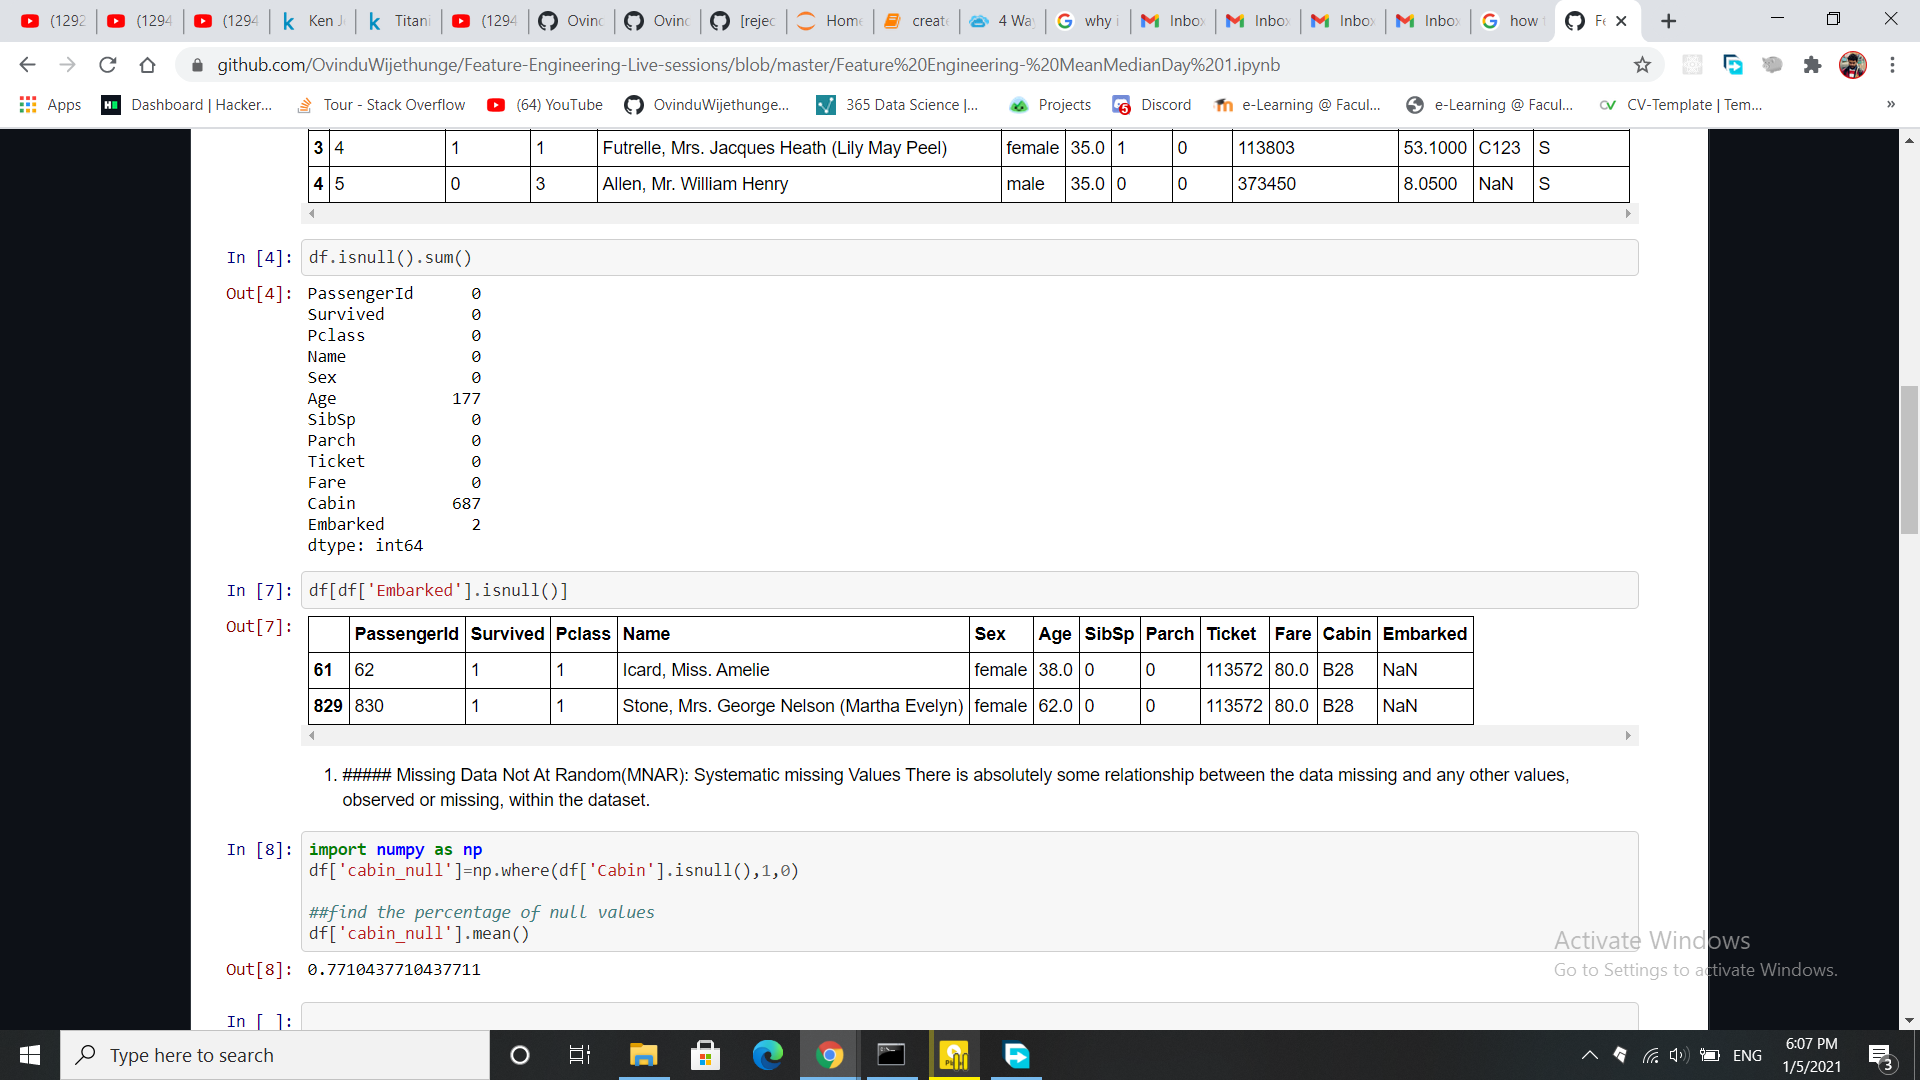 (1292
(1294
(1294
Ken J
Titani
(1294
Ovind
Ovind
[rejec
Home
create
4 Wa
why i
Inbox
Inbox
Inbox
Inbox
how t
github.com/OvinduWijethunge/Feature-Engineering-Live-sessions/blob/master/Feature%20Engineering-%20MeanMedianDay%201.ipynb
Apps Dashboard | Hacker... Tour - Stack Overflow (64) YouTube OvinduWijethunge... 365 Data Science |... Projects Discord e-Learning @ Facul... e-Learning @ Facul... CV-Template | Tem... »
3 4 1 1 Futrelle, Mrs. Jacques Heath (Lily May Peel) female 35.0 1 0 113803 53.1000 C123 S
4 5 0 3 Allen, Mr. William Henry male 35.0 0 0 373450 8.0500 NaN S
In [4]: df.isnull().sum()
Out[4]: PassengerId 0
Survived 0
Pclass 0
Name 0
Sex 0
Age 177
SibSp 0
Parch 0
Ticket 0
Fare 0
Cabin 687
Embarked 2
dtype: int64
In [7]: df[df['Embarked'].isnull()]
Out[7]:
PassengerId Survived Pclass Name Sex Age SibSp Parch Ticket Fare Cabin Embarked
61 62 1 1 Icard, Miss. Amelie female 38.0 0 0 113572 80.0 B28 NaN
829 830 1 1 Stone, Mrs. George Nelson (Martha Evelyn) female 62.0 0 0 113572 80.0 B28 NaN
1. ##### Missing Data Not At Random(MNAR): Systematic missing Values There is absolutely some relationship between the data missing and any other values,
observed or missing, within the dataset.
In [8]: import numpy as np
df['cabin_null']=np.where(df['Cabin'].isnull(),1,0)
##find the percentage of null values
df['cabin_null'].mean()
Out[8]: 0.7710437710437711
In [ ]:
Activate Windows
Go to Settings to activate Windows.
Type here to search
ENG
6:07 PM
1/5/2021
3